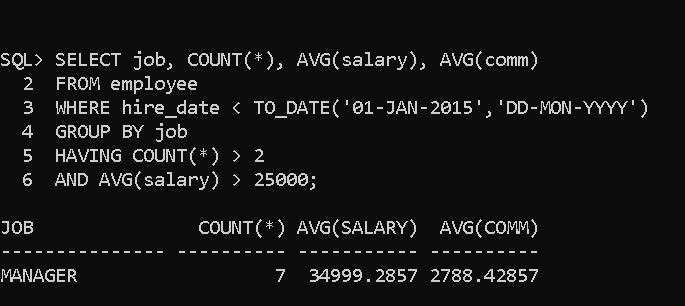 SQL> SELECT job, COUNT(*), AVG(salary), AVG(comm)
  2  FROM employee
  3  WHERE hire_date < TO_DATE('01-JAN-2015','DD-MON-YYYY')
  4  GROUP BY job
  5  HAVING COUNT(*) > 2
  6  AND AVG(salary) > 25000;

JOB               COUNT(*) AVG(SALARY)  AVG(COMM)
--------------- ---------- ----------- ----------
MANAGER                  7  34999.2857 2788.42857